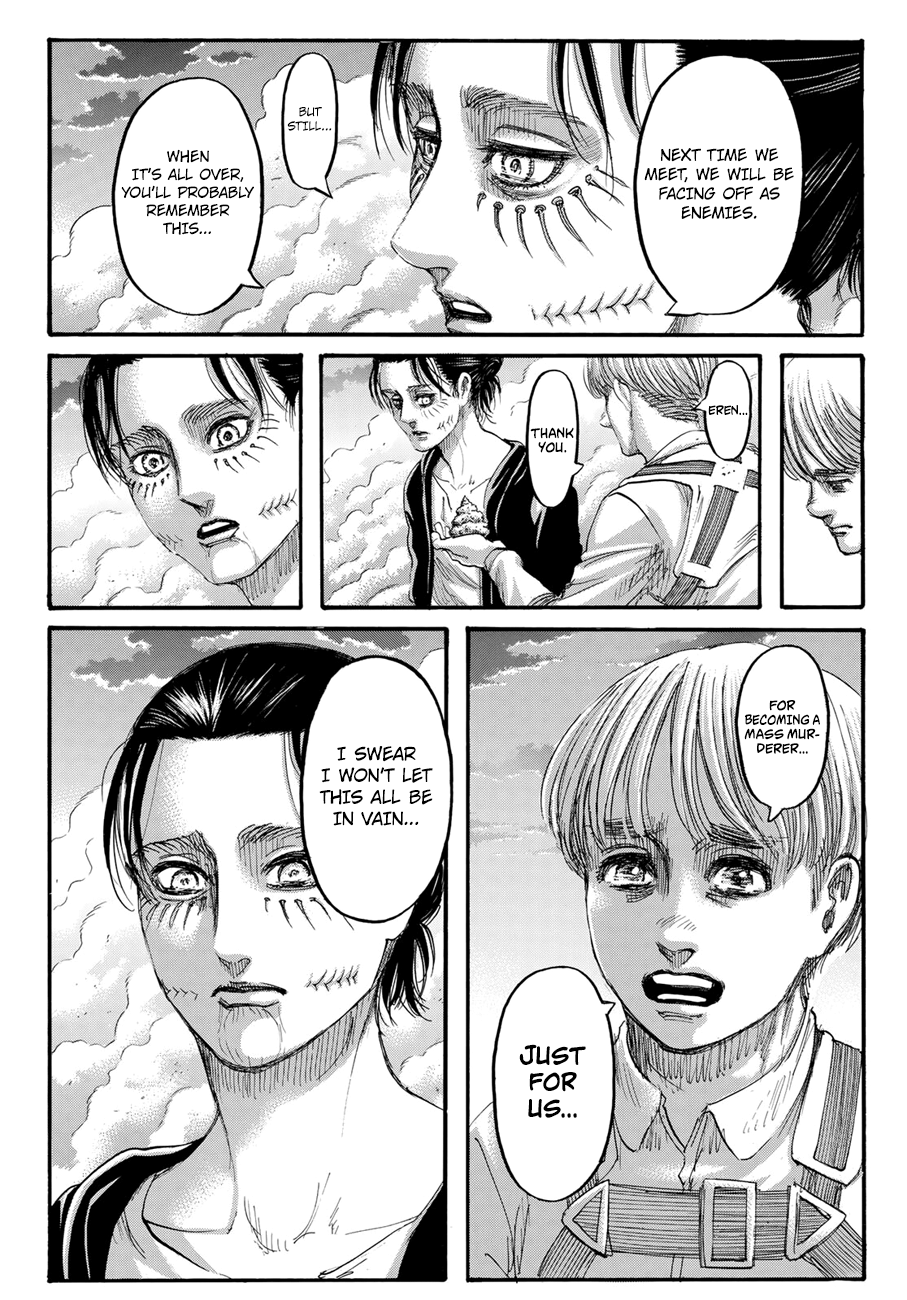 NEXT TIME WE
MEET, WE WILL BE
FACING OFF AS
ENEMIES.
BUT
STILL...
WHEN
IT'S ALL OVER,
YOU'LL PROBABLY
REMEMBER
THIS...
EREN...
THANK
YOU.
FOR
BECOMING A
MASS MUR-
DERER...
JUST
FOR
US...
I SWEAR
I WON'T LET
THIS ALL BE
IN VAIN...